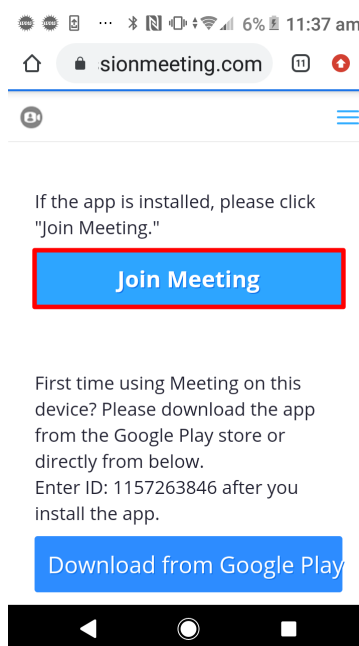 6% 11:37 am
sionmeeting.com 11
If the app is installed, please click
"Join Meeting."
Join Meeting
First time using Meeting on this
device? Please download the app
from the Google Play store or
directly from below.
Enter ID: 1157263846 after you
install the app.
Download from Google Play